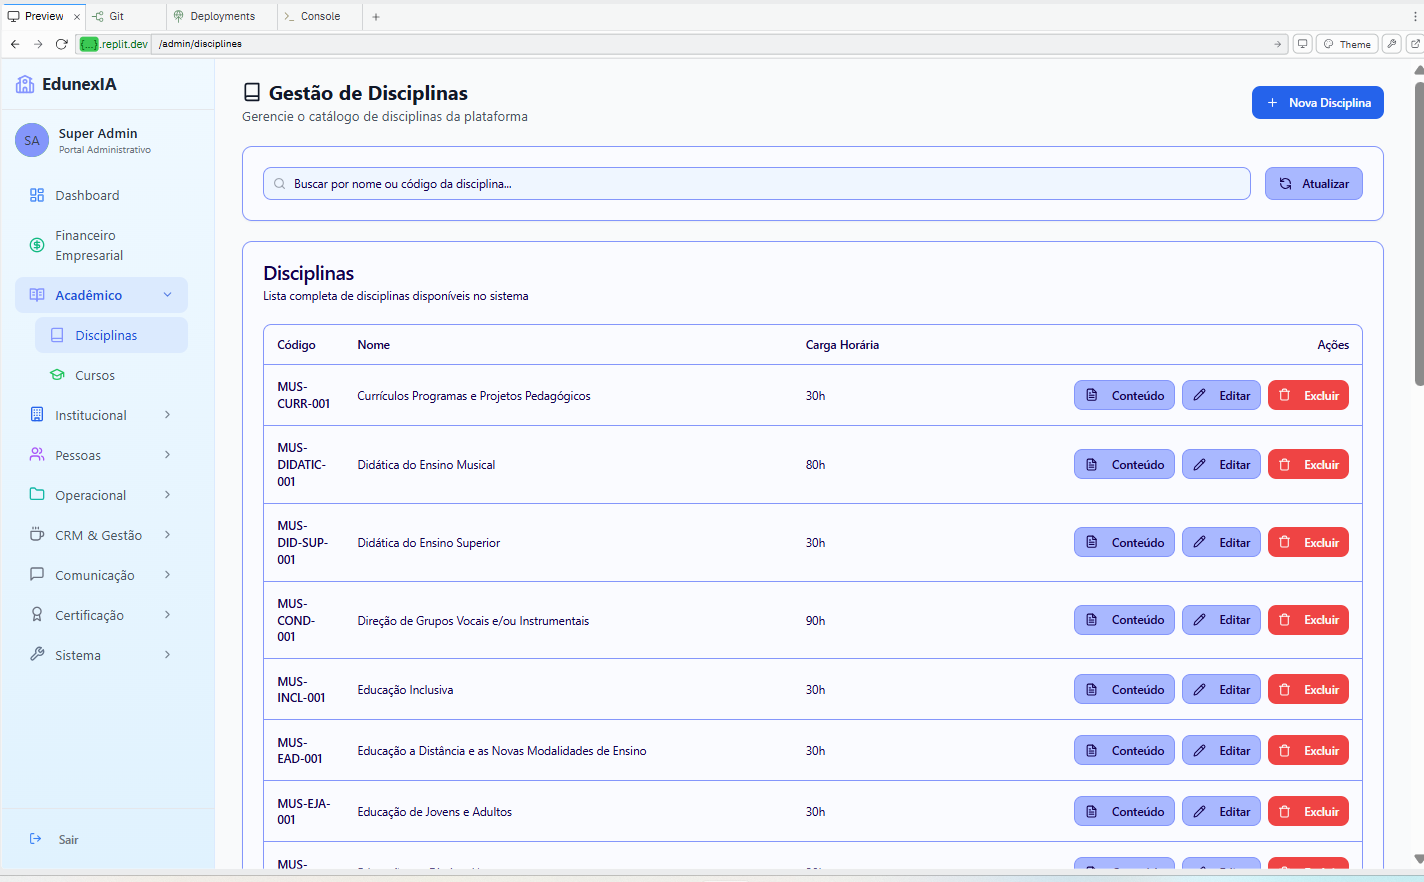 Preview
Git
Deployments
Console
{...}.replit.dev
/admin/disciplines
Theme
EdunexIA
SA
Super Admin
Portal Administrativo
Dashboard
Financeiro
Empresarial
Acadêmico
Disciplinas
Cursos
Institucional
Pessoas
Operacional
CRM & Gestão
Comunicação
Certificação
Sistema
Sair
Gestão de Disciplinas
Gerencie o catálogo de disciplinas da plataforma
Nova Disciplina
Buscar por nome ou código da disciplina...
Atualizar
Disciplinas
Lista completa de disciplinas disponíveis no sistema
Código Nome Carga Horária Ações
MUS-
CURR-001
Currículos Programas e Projetos Pedagógicos
30h
Conteúdo Editar Excluir
MUS-
DIDATIC-
001
Didática do Ensino Musical
80h
Conteúdo Editar Excluir
MUS-
DID-SUP-
001
Didática do Ensino Superior
30h
Conteúdo Editar Excluir
MUS-
COND-
001
Direção de Grupos Vocais e/ou Instrumentais
90h
Conteúdo Editar Excluir
MUS-
INCL-001
Educação Inclusiva
30h
Conteúdo Editar Excluir
MUS-
EAD-001
Educação a Distância e as Novas Modalidades de Ensino
30h
Conteúdo Editar Excluir
MUS-EJA-
001
Educação de Jovens e Adultos
30h
Conteúdo Editar Excluir
MUS-